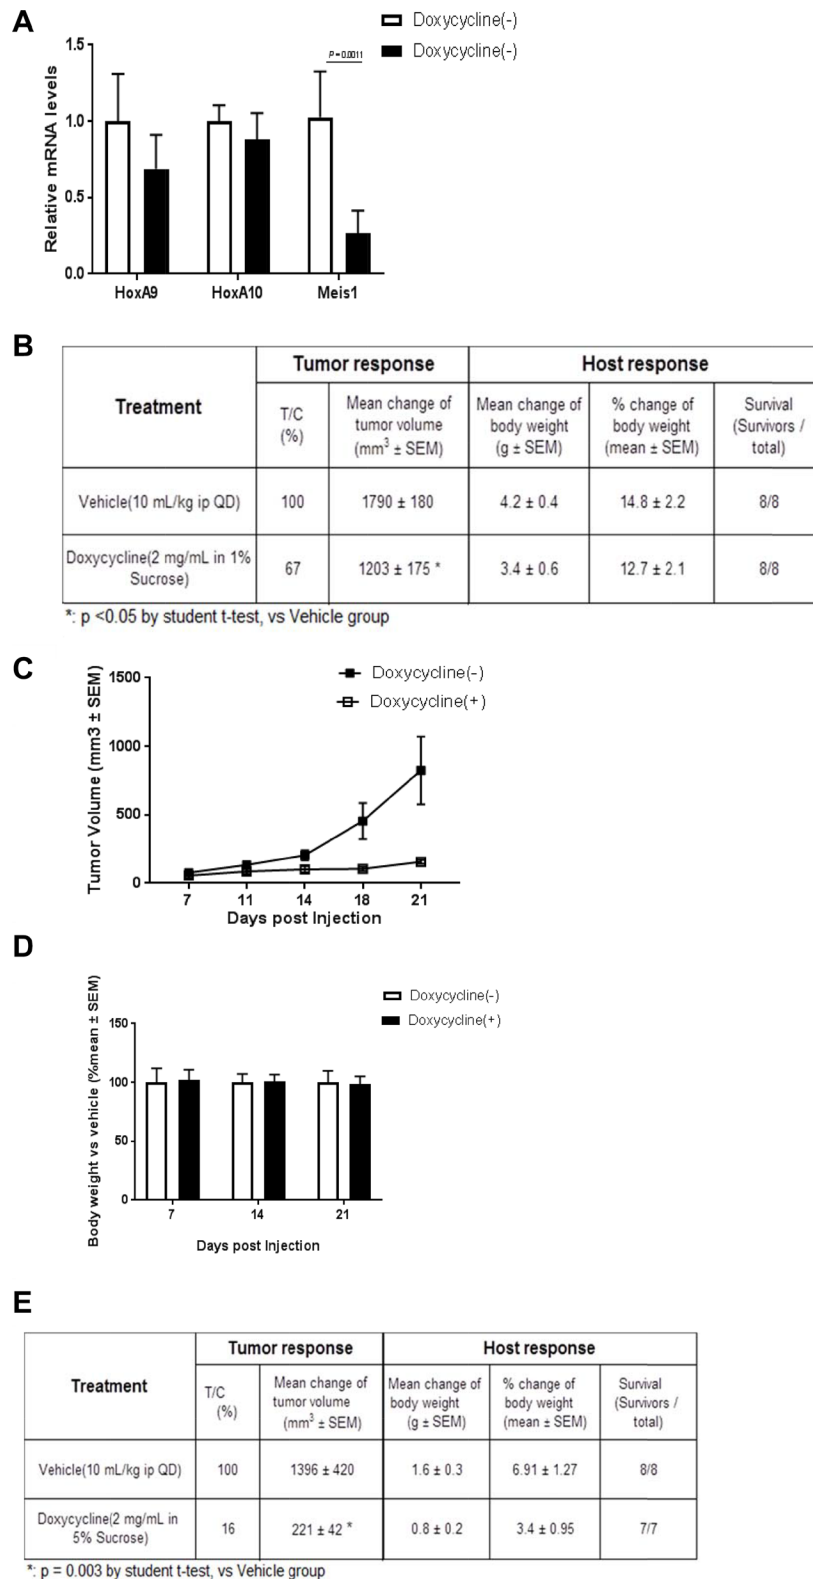 A
Doxycycline(-)
Doxycycline(-)
P = 0.0011
Relative mRNA levels
1.5
1.0
0.5
0.0
HoxA9 HoxA10 Meis1
B
Treatment
Tumor response
Host response
T/C
(%)
Mean change of
tumor volume
(mm³ ± SEM)
Mean change of
body weight
(g ± SEM)
% change of
body weight
(mean ± SEM)
Survival
(Survivors /
total)
Vehicle(10 mL/kg ip QD) 100 1790 ± 180 4.2 ± 0.4 14.8 ± 2.2 8/8
Doxycycline(2 mg/mL in 1%
Sucrose)
67 1203 ± 175 * 3.4 ± 0.6 12.7 ± 2.1 8/8
*: p <0.05 by student t-test, vs Vehicle group
C
Doxycycline(-)
Doxycycline(+)
Tumor Volume (mm3 ± SEM)
1500
1000
500
0
7 11 14 18 21
Days post Injection
D
Doxycycline(-)
Doxycycline(+)
Body weight vs vehicle (%mean ± SEM)
150
100
50
0
7 14 21
Days post Injection
E
Treatment
Tumor response
Host response
T/C
(%)
Mean change of
tumor volume
(mm³ ± SEM)
Mean change of
body weight
(g ± SEM)
% change of
body weight
(mean ± SEM)
Survival
(Survivors /
total)
Vehicle(10 mL/kg ip QD) 100 1396 ± 420 1.6 ± 0.3 6.91 ± 1.27 8/8
Doxycycline(2 mg/mL in
5% Sucrose)
16 221 ± 42 * 0.8 ± 0.2 3.4 ± 0.95 7/7
*: p = 0.003 by student t-test, vs Vehicle group